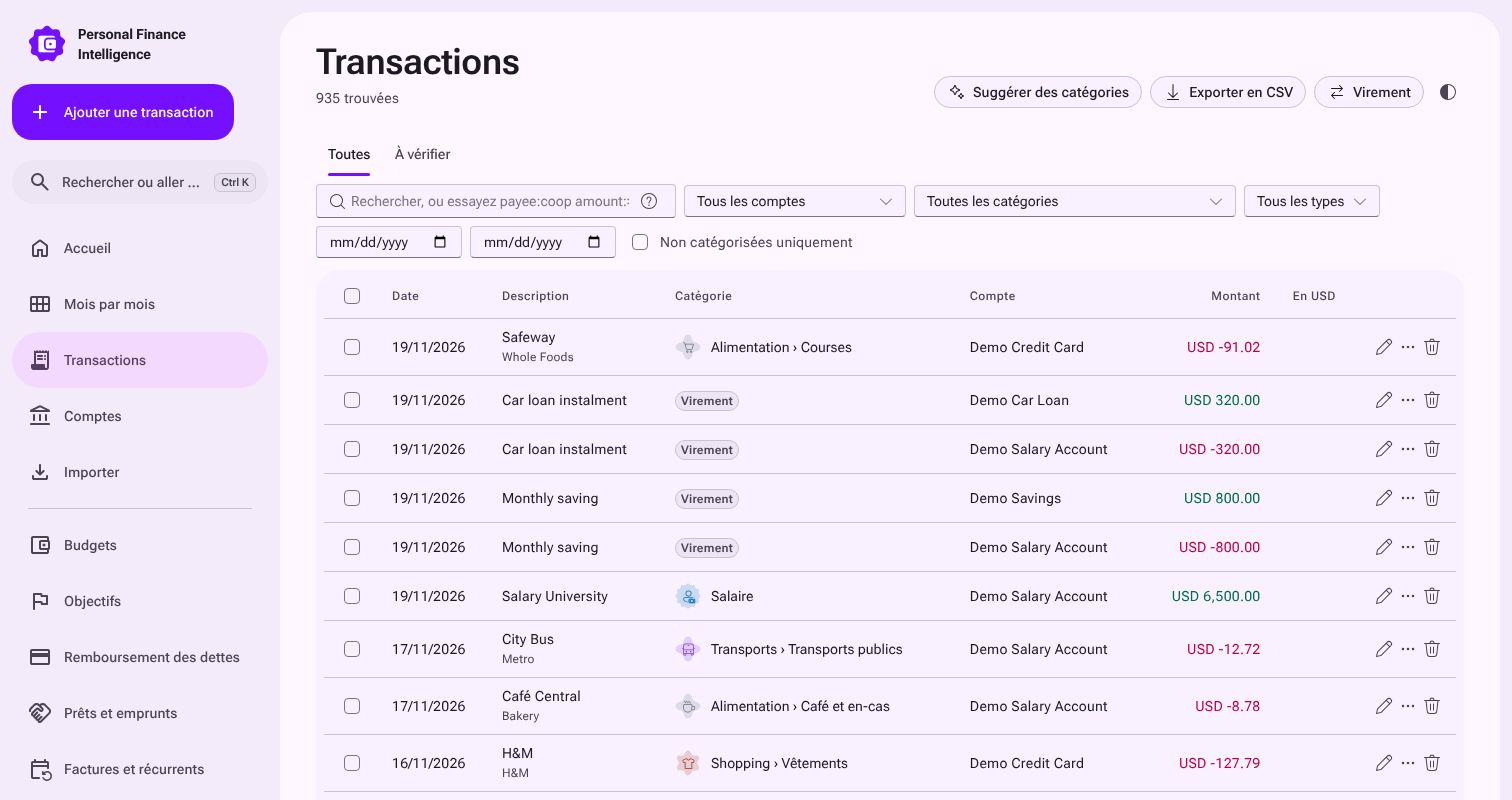 Personal Finance
Intelligence
Ajouter une transaction
Rechercher ou aller ... Ctrl K
Accueil
Mois par mois
Transactions
Comptes
Importer
Budgets
Objectifs
Remboursement des dettes
Prêts et emprunts
Factures et récurrents
Transactions
935 trouvées
Suggérer des catégories
Exporter en CSV
Virement
Toutes
À vérifier
Rechercher, ou essayez payee:coop amount:
Tous les comptes
Toutes les catégories
Tous les types
mm/dd/yyyy
mm/dd/yyyy
Non catégorisées uniquement
Date Description Catégorie Compte Montant En USD
19/11/2026 Safeway Alimentation › Courses Demo Credit Card USD -91.02
Whole Foods
19/11/2026 Car loan instalment Virement Demo Car Loan USD 320.00
19/11/2026 Car loan instalment Virement Demo Salary Account USD -320.00
19/11/2026 Monthly saving Virement Demo Savings USD 800.00
19/11/2026 Monthly saving Virement Demo Salary Account USD -800.00
19/11/2026 Salary University Salaire Demo Salary Account USD 6,500.00
17/11/2026 City Bus Transports › Transports publics Demo Salary Account USD -12.72
Metro
17/11/2026 Café Central Alimentation › Café et en-cas Demo Salary Account USD -8.78
Bakery
16/11/2026 H&M Shopping › Vêtements Demo Credit Card USD -127.79
H&M